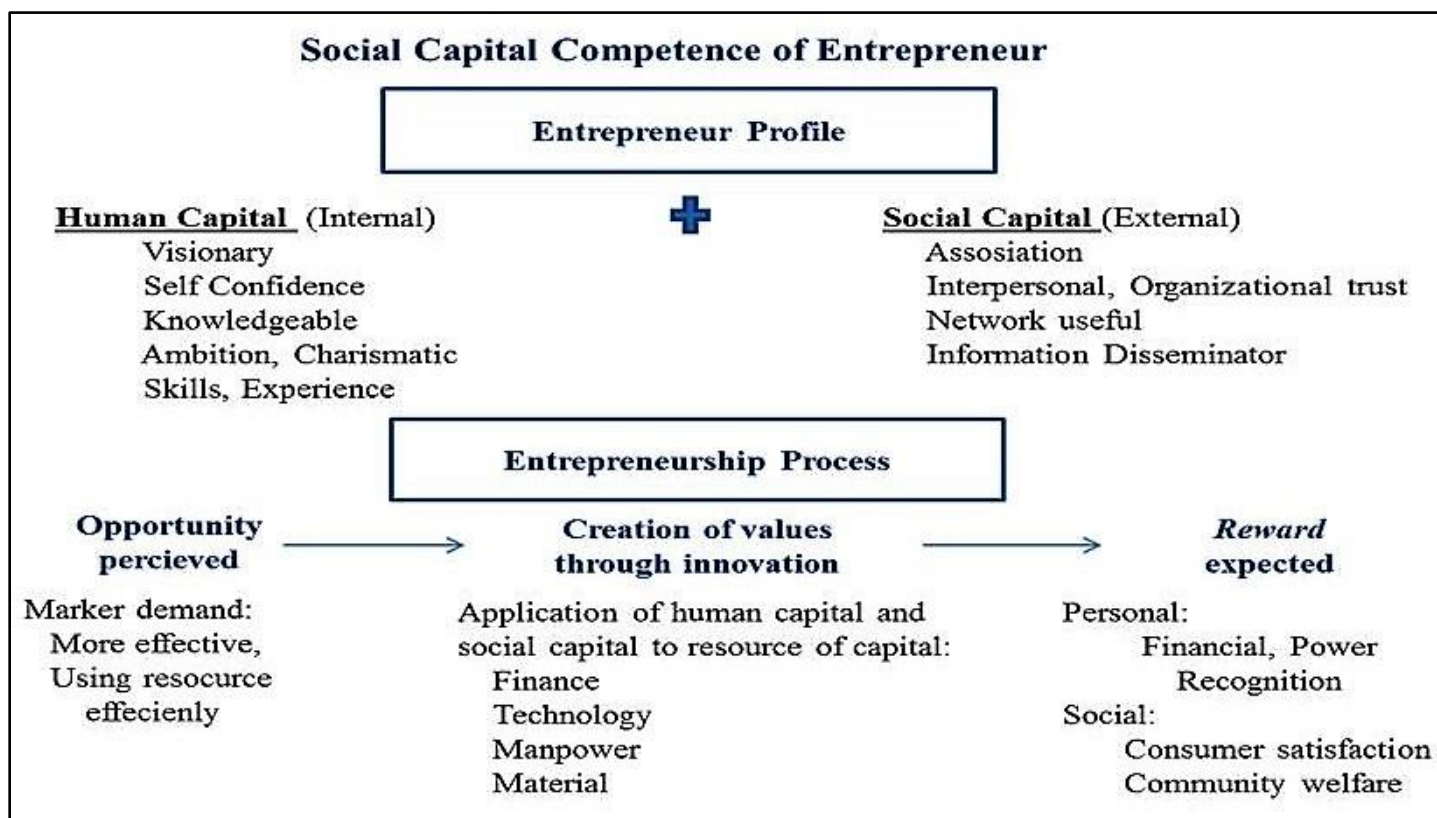 Social Capital Competence of Entrepreneur
Entrepreneur Profile
Human Capital (Internal)
Visionary
Self Confidence
Knowledgeable
Ambition, Charismatic
Skills, Experience
Social Capital (External)
Assosiation
Interpersonal, Organizational trust
Network useful
Information Disseminator
Entrepreneurship Process
Opportunity
percieved
Marker demand:
More effective,
Using resocurce
effecienly
Creation of values
through innovation
Application of human capital and
social capital to resource of capital:
Finance
Technology
Manpower
Material
Reward
expected
Personal:
Financial, Power
Recognition
Social:
Consumer satisfaction
Community welfare